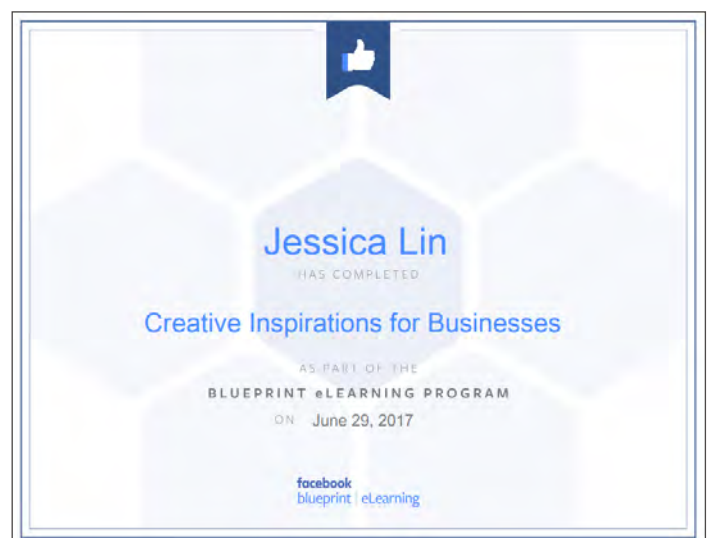 Jessica Lin
HAS COMPLETED
Creative Inspirations for Businesses
AS PART OF THE
BLUEPRINT eLEARNING PROGRAM
ON June 29, 2017
facebook
blueprint | eLearning